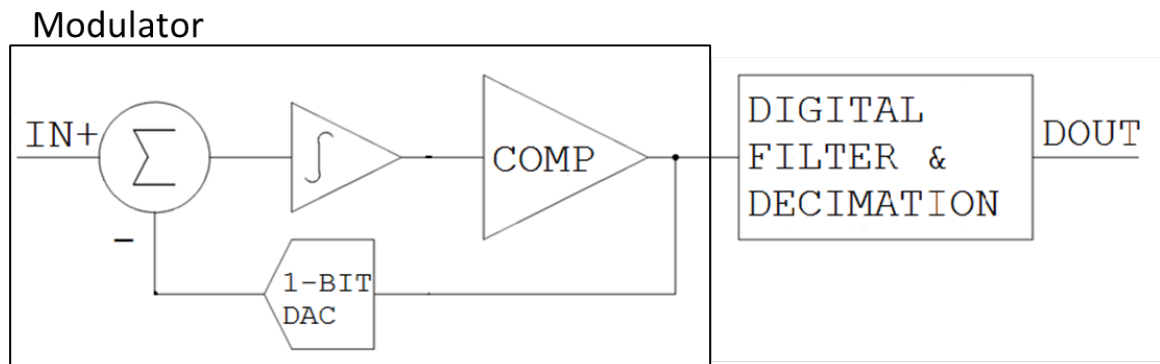 Modulator
IN+
Σ
∫
COMP
-
1-BIT
DAC
DIGITAL
FILTER &
DECIMATION
DOUT